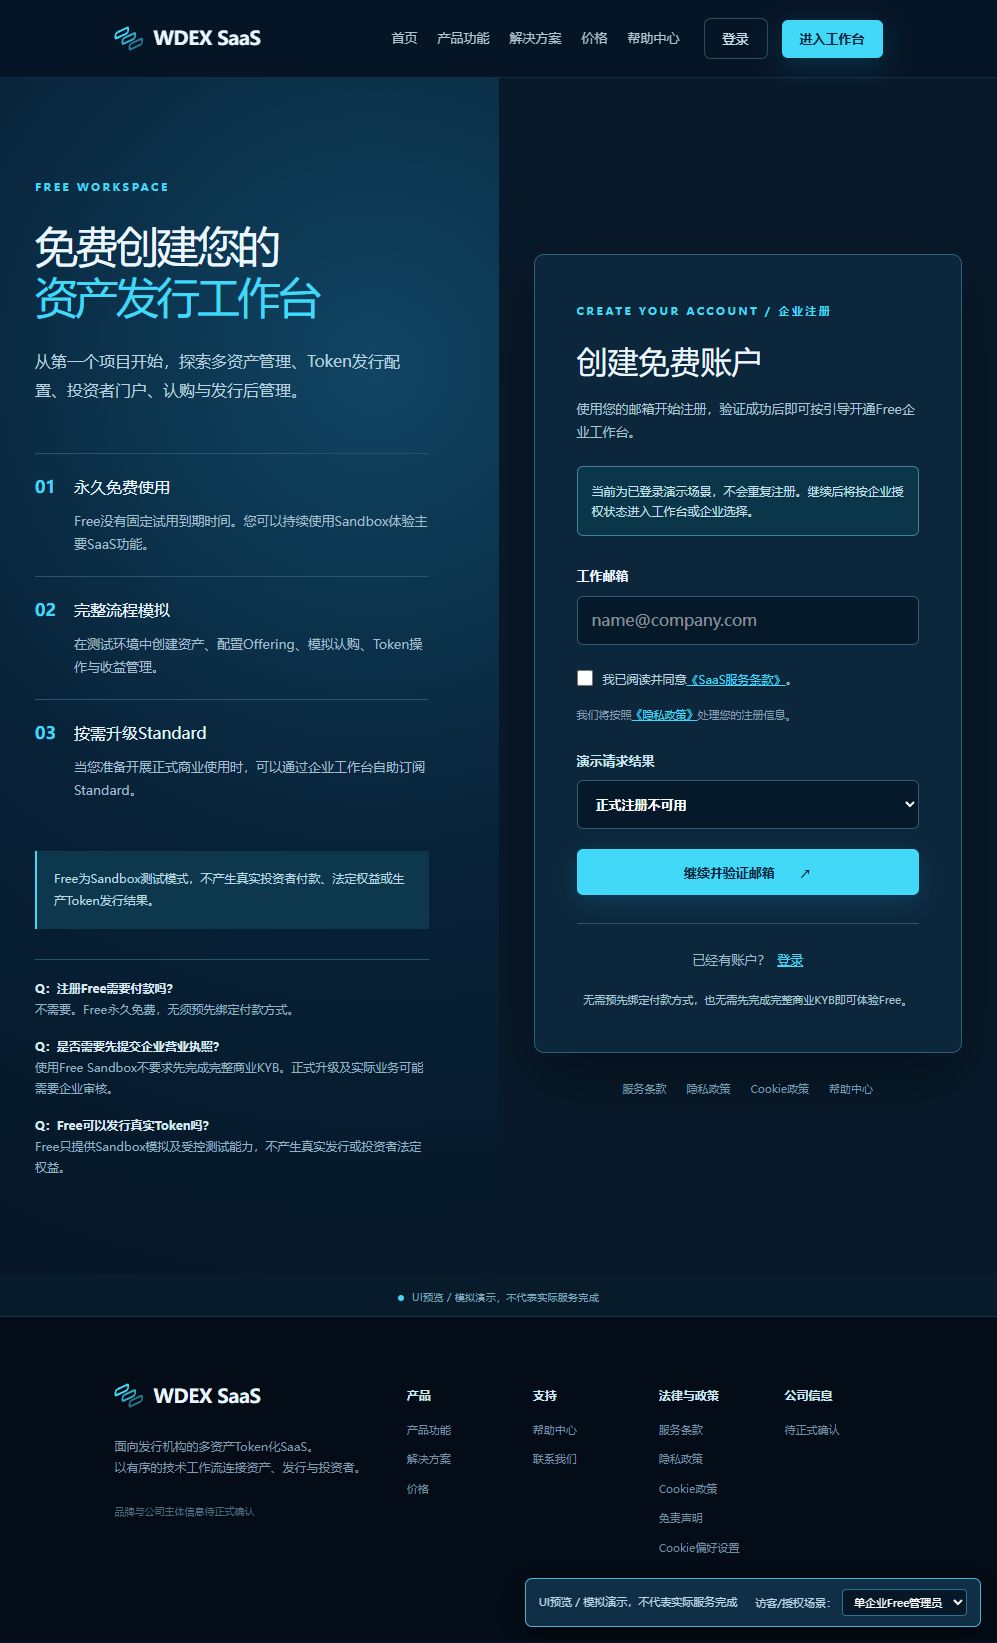 WDEX SaaS
首页 产品功能 解决方案 价格 帮助中心 登录 进入工作台
FREE WORKSPACE
免费创建您的
资产发行工作台
从第一个项目开始，探索多资产管理、Token发行配
置、投资者门户、认购与发行后管理。
01 永久免费使用
Free没有固定试用到期时间。您可以持续使用Sandbox体验主
要SaaS功能。
02 完整流程模拟
在测试环境中创建资产、配置Offering、模拟认购、Token操
作与收益管理。
03 按需升级Standard
当您准备开展正式商业使用时，可以通过企业工作台自助订阅
Standard。
Free为Sandbox测试模式，不产生真实投资者付款、法定权益或生
产Token发行结果。
Q：注册Free需要付款吗？
不需要。Free永久免费，无须预先绑定付款方式。
Q：是否需要先提交企业营业执照？
使用Free Sandbox不要求先完成完整商业KYB。正式升级及实际业务可能
需要企业审核。
Q：Free可以发行真实Token吗？
Free只提供Sandbox模拟及受控测试能力，不产生真实发行或投资者法定
权益。
CREATE YOUR ACCOUNT / 企业注册
创建免费账户
使用您的邮箱开始注册，验证成功后即可按引导开通Free企
业工作台。
当前为已登录演示场景，不会重复注册。继续后将按企业授
权状态进入工作台或企业选择。
工作邮箱
name@company.com
我已阅读并同意《SaaS服务条款》。
我们将按照《隐私政策》处理您的注册信息。
演示请求结果
正式注册不可用
继续并验证邮箱 ↗
已经有账户？ 登录
无需预先绑定付款方式，也无需先完成完整商业KYB即可体验Free。
服务条款 隐私政策 Cookie政策 帮助中心
UI预览 / 模拟演示，不代表实际服务完成
WDEX SaaS
面向发行机构的多资产Token化SaaS。
以有序的技术工作流连接资产、发行与投资者。
品牌与公司主体信息待正式确认
产品
产品功能
解决方案
价格
支持
帮助中心
联系我们
法律与政策
服务条款
隐私政策
Cookie政策
免责声明
Cookie偏好设置
公司信息
待正式确认
UI预览 / 模拟演示，不代表实际服务完成 访客/授权场景： 单企业Free管理员